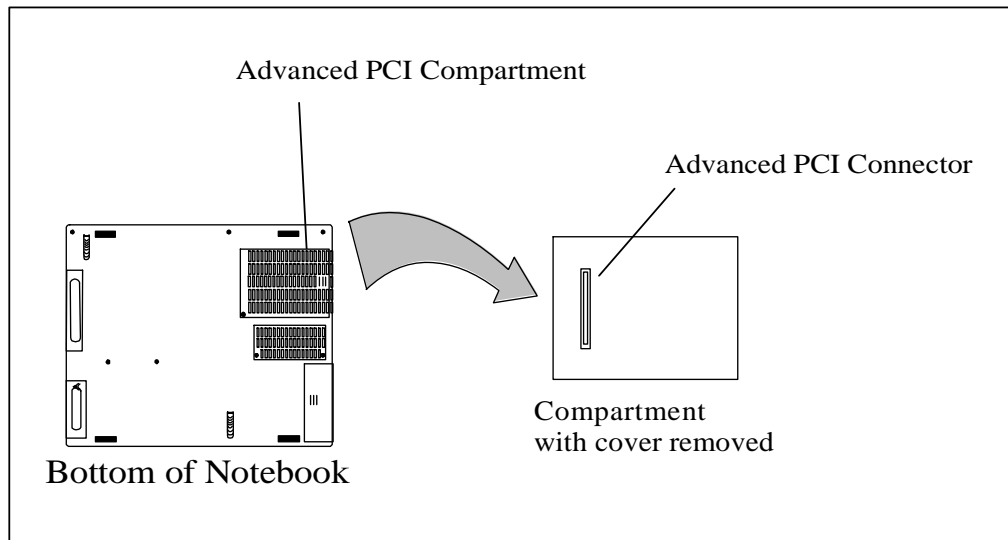 Advanced PCI Compartment
Advanced PCI Connector
Compartment
with cover removed
Bottom of Notebook